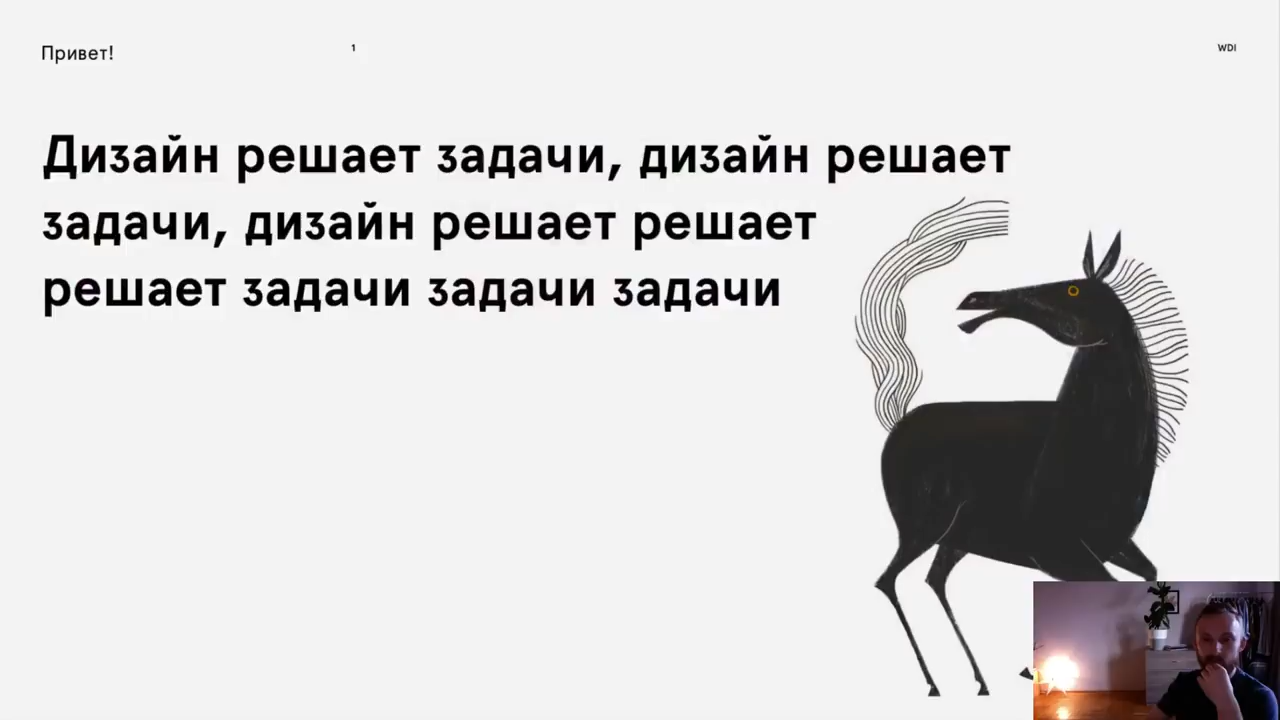 Привет!
1
WDI
Дизайн решает задачи, дизайн решает
задачи, дизайн решает решает
решает задачи задачи задачи